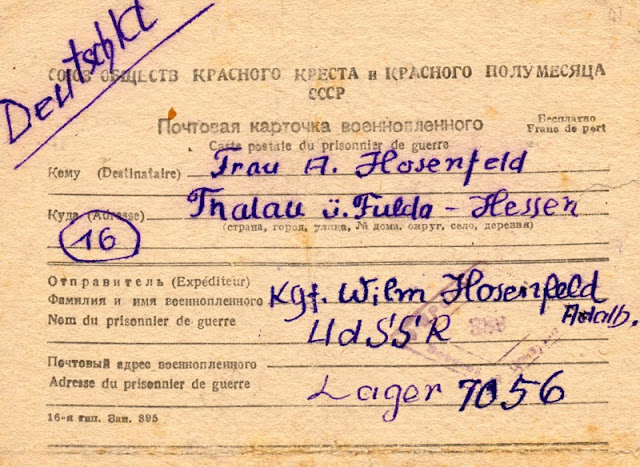 Deutschl
СОЮЗ ОБЩЕСТВ КРАСНОГО КРЕСТА и КРАСНОГО ПОЛУМЕСЯЦА
СССР
Почтовая карточка военнопленного
Carte postale du prisonnier de guerre
Бесплатно
Franc de port
Кому (Destinataire) Frau A. Hosenfeld
Куда (Adresse) Thalau ü. Fulda - Hessen
(страна, город, улица, № дома, округ, село, деревня)
16
Отправитель (Expéditeur)
Фамилия и имя военнопленного Kgf. Wilm Hosenfeld
Nom du prisonnier de guerre UdSSR Adalb.
Почтовый адрес военнопленного
Adresse du prisonnier de guerre Lager 7056
16-я тип. Зак. 395